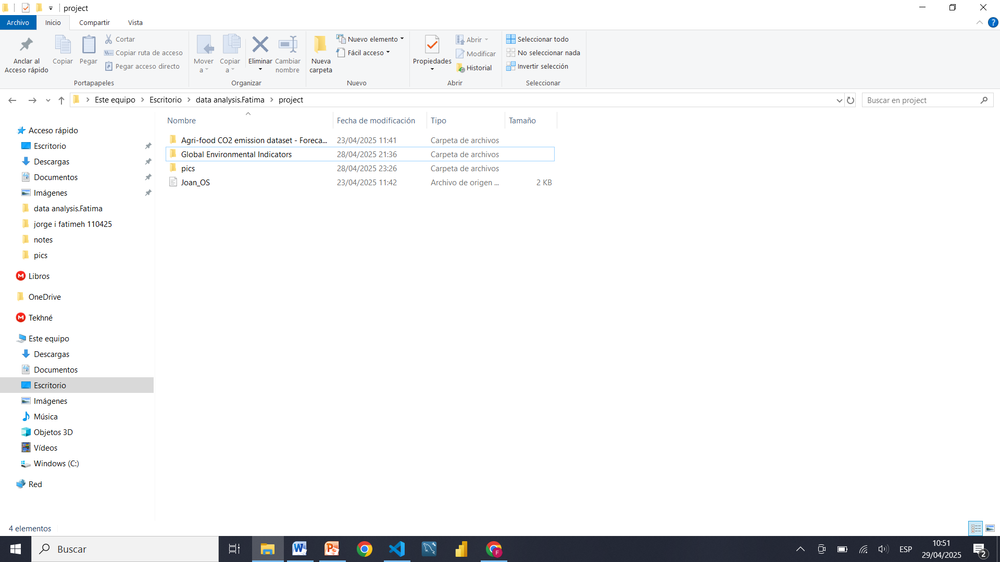 project
Archivo
Inicio
Compartir
Vista
Anclar al
Acceso rápido
Copiar
Pegar
Cortar
Copiar ruta de acceso
Pegar acceso directo
Portapapeles
Mover
a
Copiar
a
Eliminar
Cambiar
nombre
Organizar
Nueva
carpeta
Nuevo elemento
Fácil acceso
Nuevo
Propiedades
Abrir
Modificar
Historial
Abrir
Seleccionar todo
No seleccionar nada
Invertir selección
Seleccionar
Este equipo > Escritorio > data analysis.Fatima > project
Buscar en project
Acceso rápido
Escritorio
Descargas
Documentos
Imágenes
data analysis.Fatima
jorge i fatimeh 110425
notes
pics
Libros
OneDrive
Tekhné
Este equipo
Descargas
Documentos
Escritorio
Imágenes
Música
Objetos 3D
Vídeos
Windows (C:)
Red
Nombre Fecha de modificación Tipo Tamaño
Agri-food CO2 emission dataset - Foreca... 23/04/2025 11:41 Carpeta de archivos
Global Environmental Indicators 28/04/2025 21:36 Carpeta de archivos
pics 28/04/2025 23:26 Carpeta de archivos
Joan_OS 23/04/2025 11:42 Archivo de origen ... 2 KB
4 elementos
Buscar
ESP
10:51
29/04/2025
2